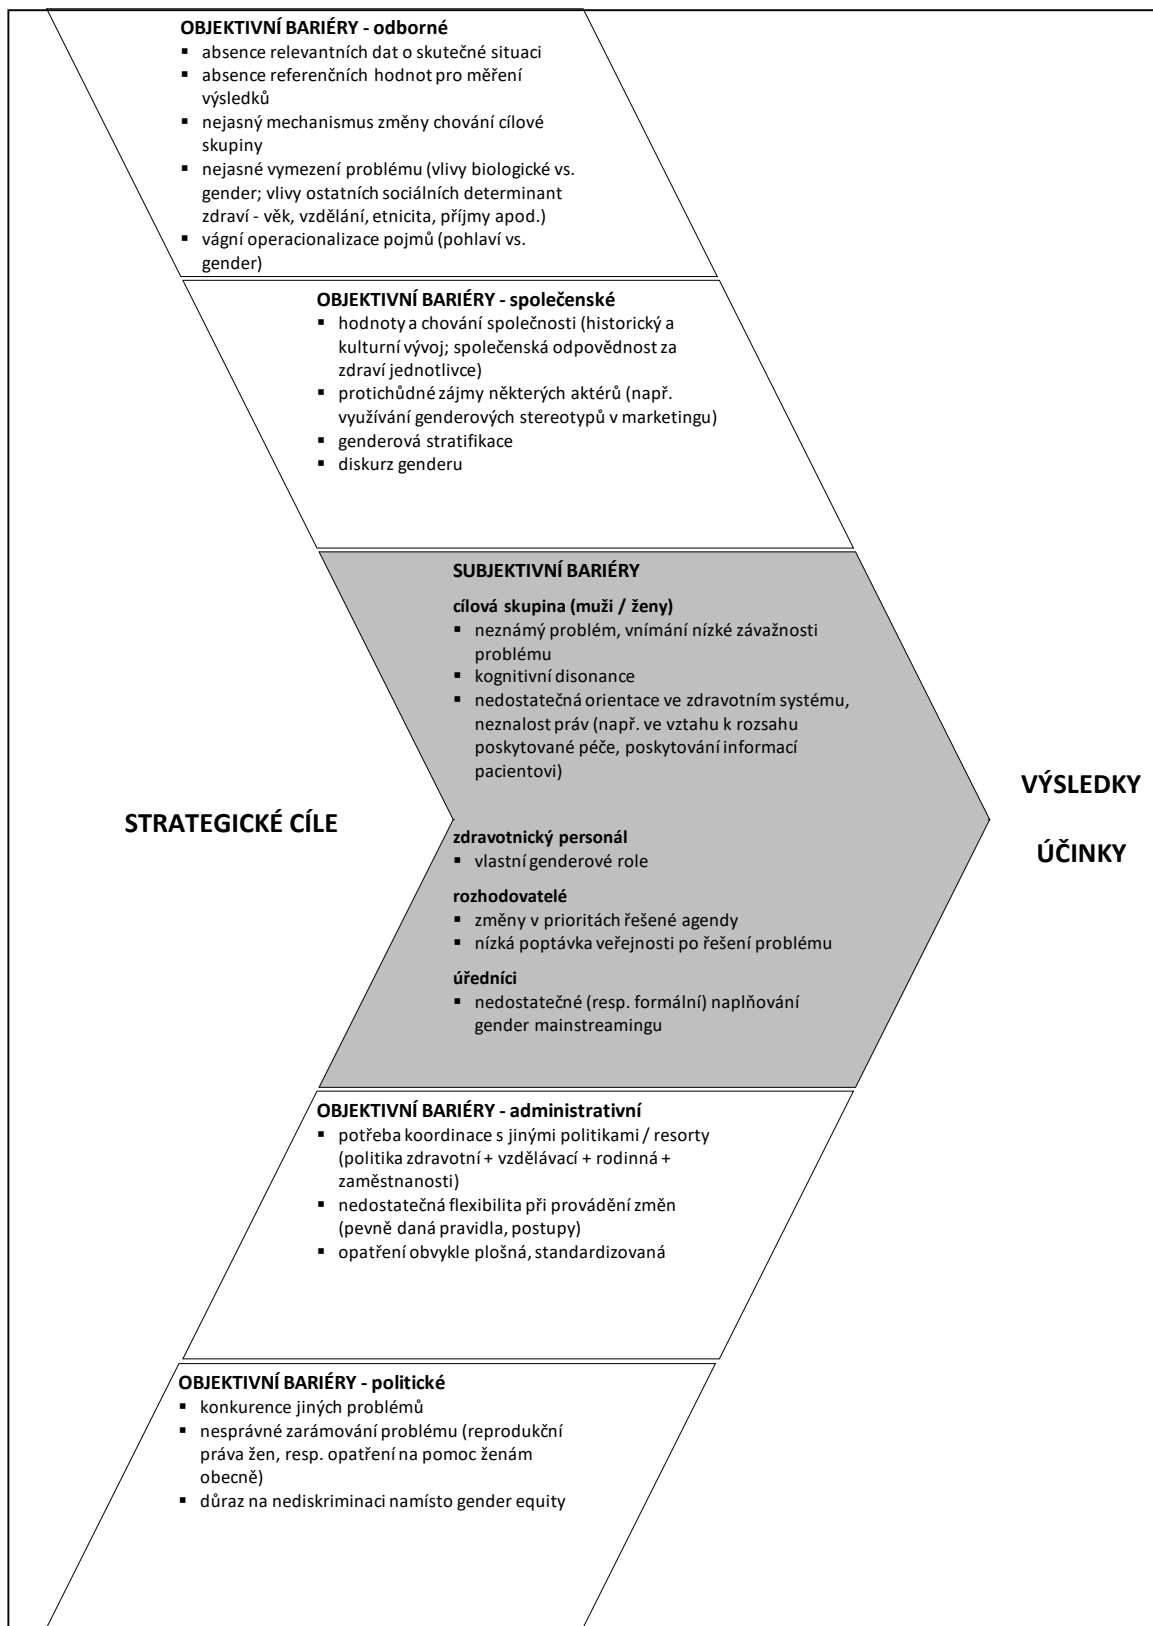 OBJEKTIVNÍ BARIÉRY - odborné
▪ absence relevantních dat o skutečné situaci
▪ absence referenčních hodnot pro měření
výsledků
▪ nejasný mechanismus změny chování cílové
skupiny
▪ nejasné vymezení problému (vlivy biologické vs.
gender; vlivy ostatních sociálních determinant
zdraví - věk, vzdělání, etnicita, příjmy apod.)
▪ vágní operacionalizace pojmů (pohlaví vs.
gender)
OBJEKTIVNÍ BARIÉRY - společenské
▪ hodnoty a chování společnosti (historický a
kulturní vývoj; společenská odpovědnost za
zdraví jednotlivce)
▪ protichůdné zájmy některých aktérů (např.
využívání genderových stereotypů v marketingu)
▪ genderová stratifikace
▪ diskurz genderu
SUBJEKTIVNÍ BARIÉRY
cílová skupina (muži / ženy)
▪ neznámý problém, vnímání nízké závažnosti
problému
▪ kognitivní disonance
▪ nedostatečná orientace ve zdravotním systému,
neznalost práv (např. ve vztahu k rozsahu
poskytované péče, poskytování informací
pacientovi)
STRATEGICKÉ CÍLE
zdravotnický personál
▪ vlastní genderové role
rozhodovatelé
▪ změny v prioritách řešené agendy
▪ nízká poptávka veřejnosti po řešení problému
úředníci
▪ nedostatečné (resp. formální) naplňování
gender mainstreamingu
VÝSLEDKY
ÚČINKY
OBJEKTIVNÍ BARIÉRY - administrativní
▪ potřeba koordinace s jinými politikami / resorty
(politika zdravotní + vzdělávací + rodinná +
zaměstnanosti)
▪ nedostatečná flexibilita při provádění změn
(pevně daná pravidla, postupy)
▪ opatření obvykle plošná, standardizovaná
OBJEKTIVNÍ BARIÉRY - politické
▪ konkurence jiných problémů
▪ nesprávné zarámování problému (reprodukční
práva žen, resp. opatření na pomoc ženám
obecně)
▪ důraz na nediskriminaci namísto gender equity